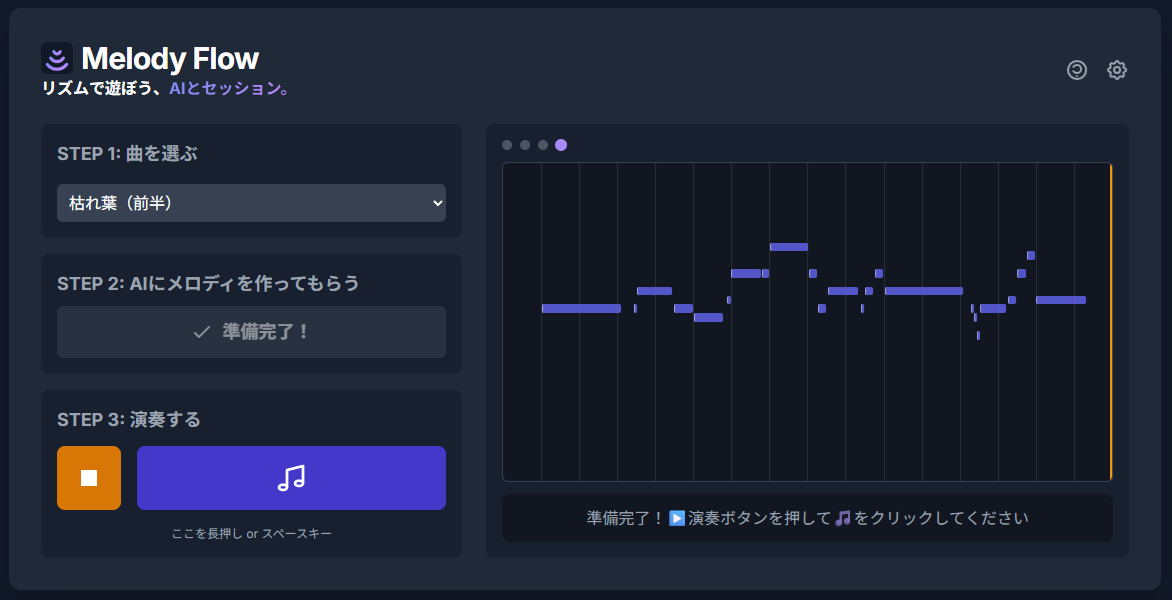 Melody Flow
リズムで遊ぼう、AIとセッション。
STEP 1: 曲を選ぶ
枯れ葉（前半）
STEP 2: AIにメロディを作ってもらう
準備完了！
STEP 3: 演奏する
ここを長押し or スペースキー
準備完了！▶️演奏ボタンを押して🎵をクリックしてください